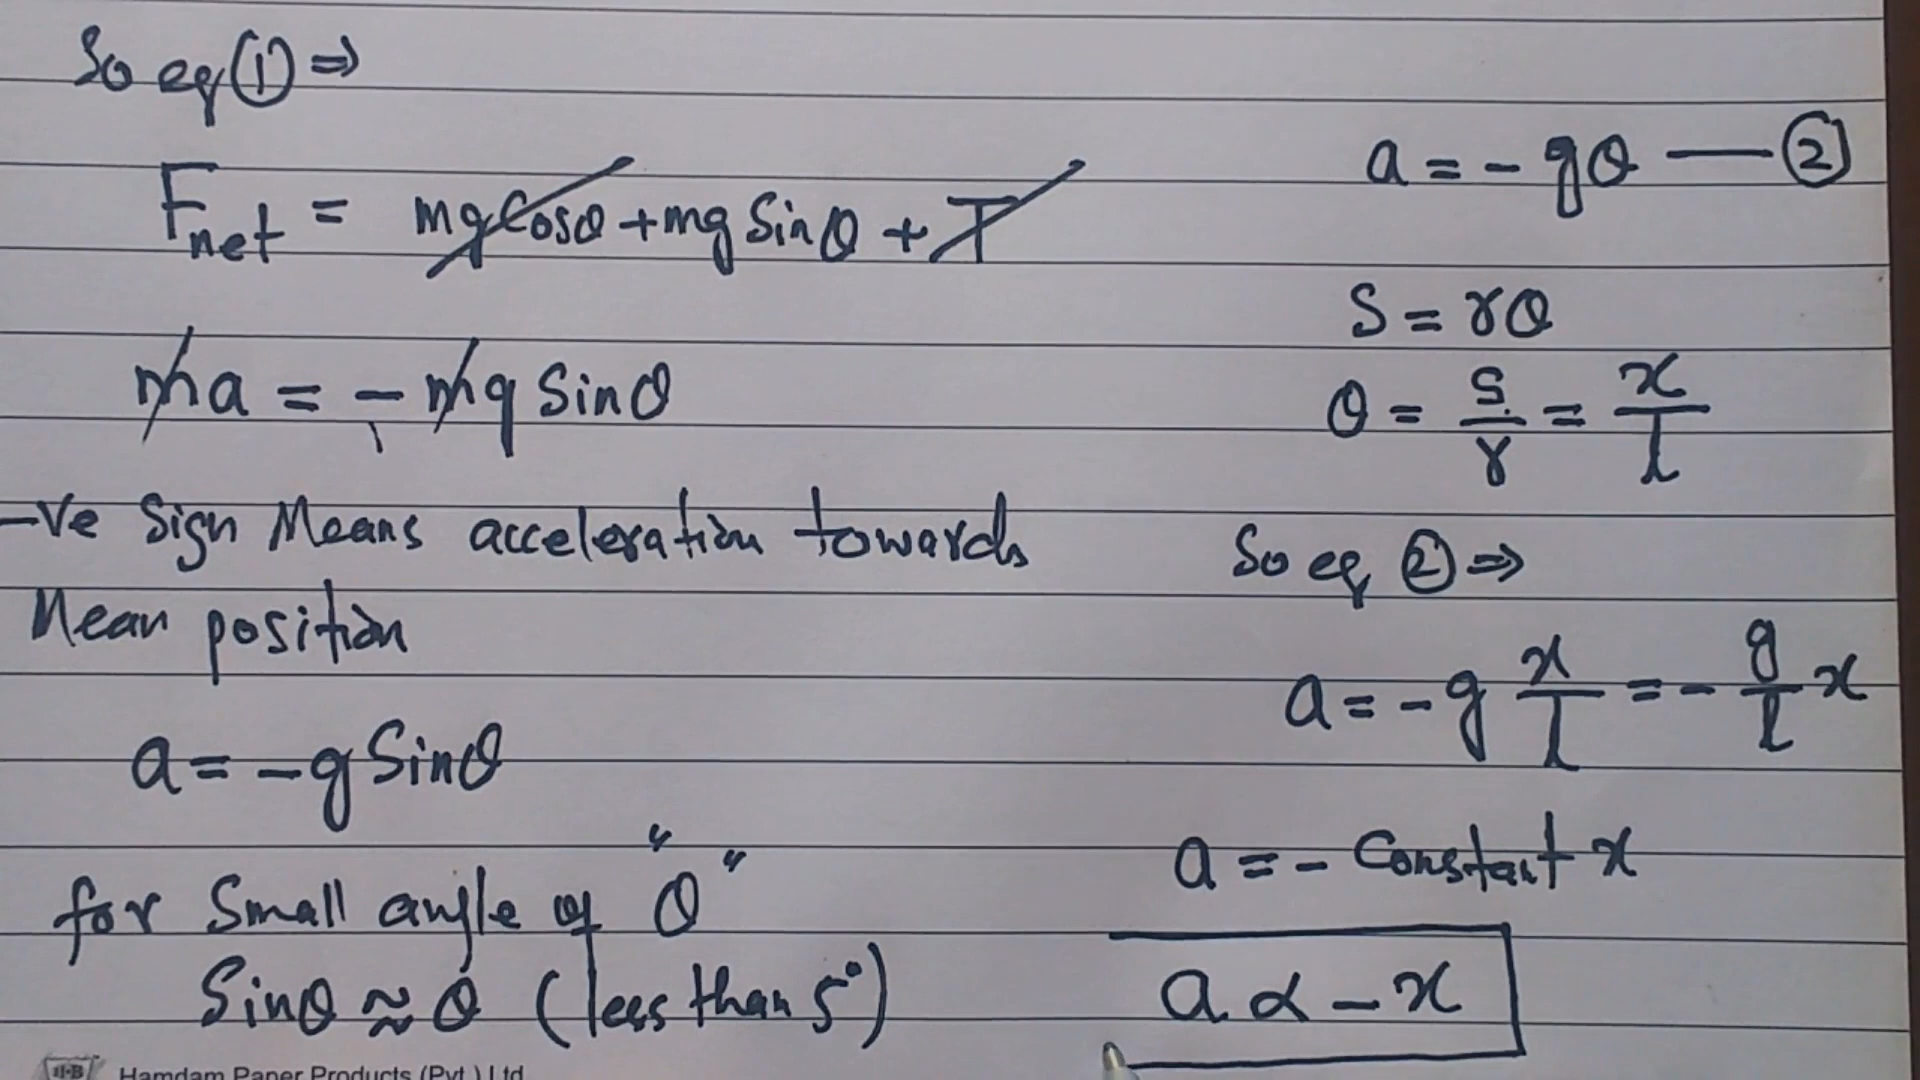 So eq ① ⇒
Fnet = mg Cosθ + mg Sinθ + T
ma = - mg Sinθ
-Ve Sign Means acceleration towards
Mean position
a = - g Sinθ
for Small angle of "θ"
Sinθ ≈ θ (less than 5°)
Hamdam Paper Products (Pvt.) Ltd
a = - gθ — ②
S = rθ
θ = S/r = x/l
So eq ② ⇒
a = - g x/l = - g/l x
a = - Constant x
a α - x